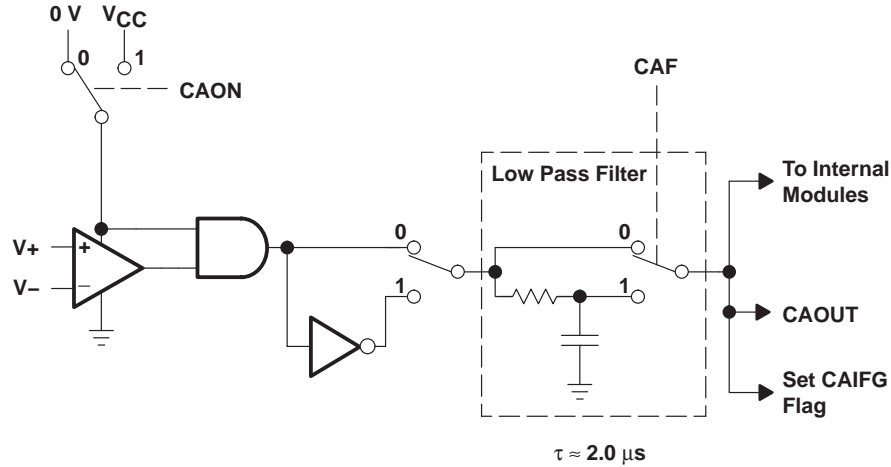 0 V
VCC
0
1
CAON
CAF
Low Pass Filter
To Internal
Modules
V+
+
V−
−
0
1
0
1
CAOUT
Set CAIFG
Flag
τ ≈ 2.0 μs